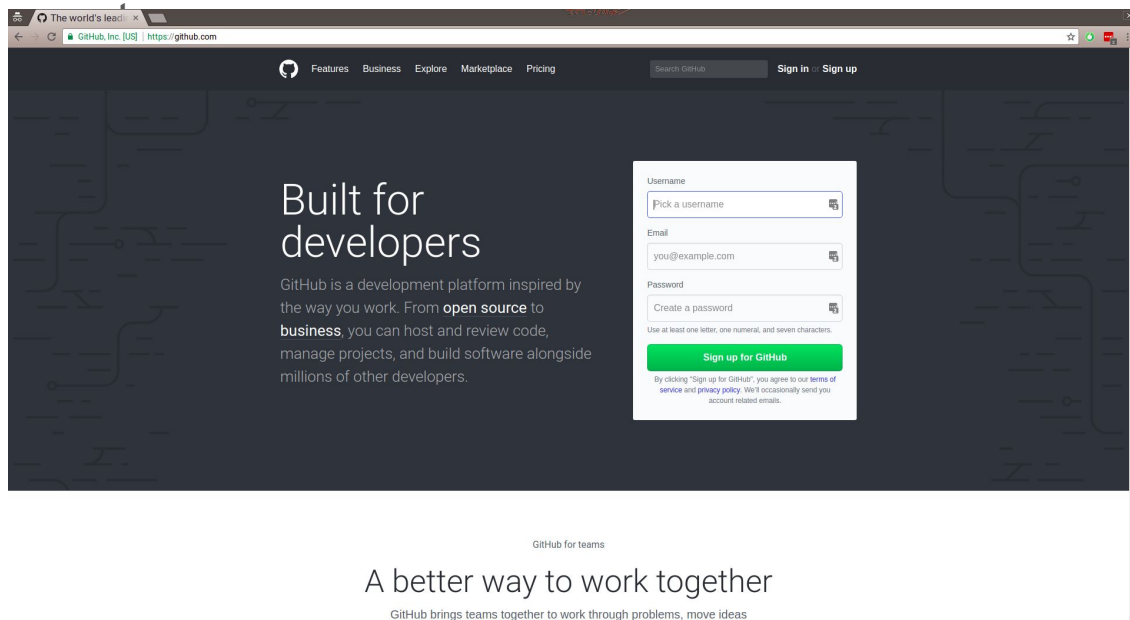 The world's lead
GitHub, Inc. [US] | https://github.com
Features Business Explore Marketplace Pricing Search GitHub Sign in or Sign up
Built for
developers
GitHub is a development platform inspired by
the way you work. From open source to
business, you can host and review code,
manage projects, and build software alongside
millions of other developers.
Username
Pick a username
Email
you@example.com
Password
Create a password
Use at least one letter, one numeral, and seven characters.
Sign up for GitHub
By clicking "Sign up for GitHub", you agree to our terms of
service and privacy policy. We'll occasionally send you
account related emails.
GitHub for teams
A better way to work together
GitHub brings teams together to work through problems, move ideas